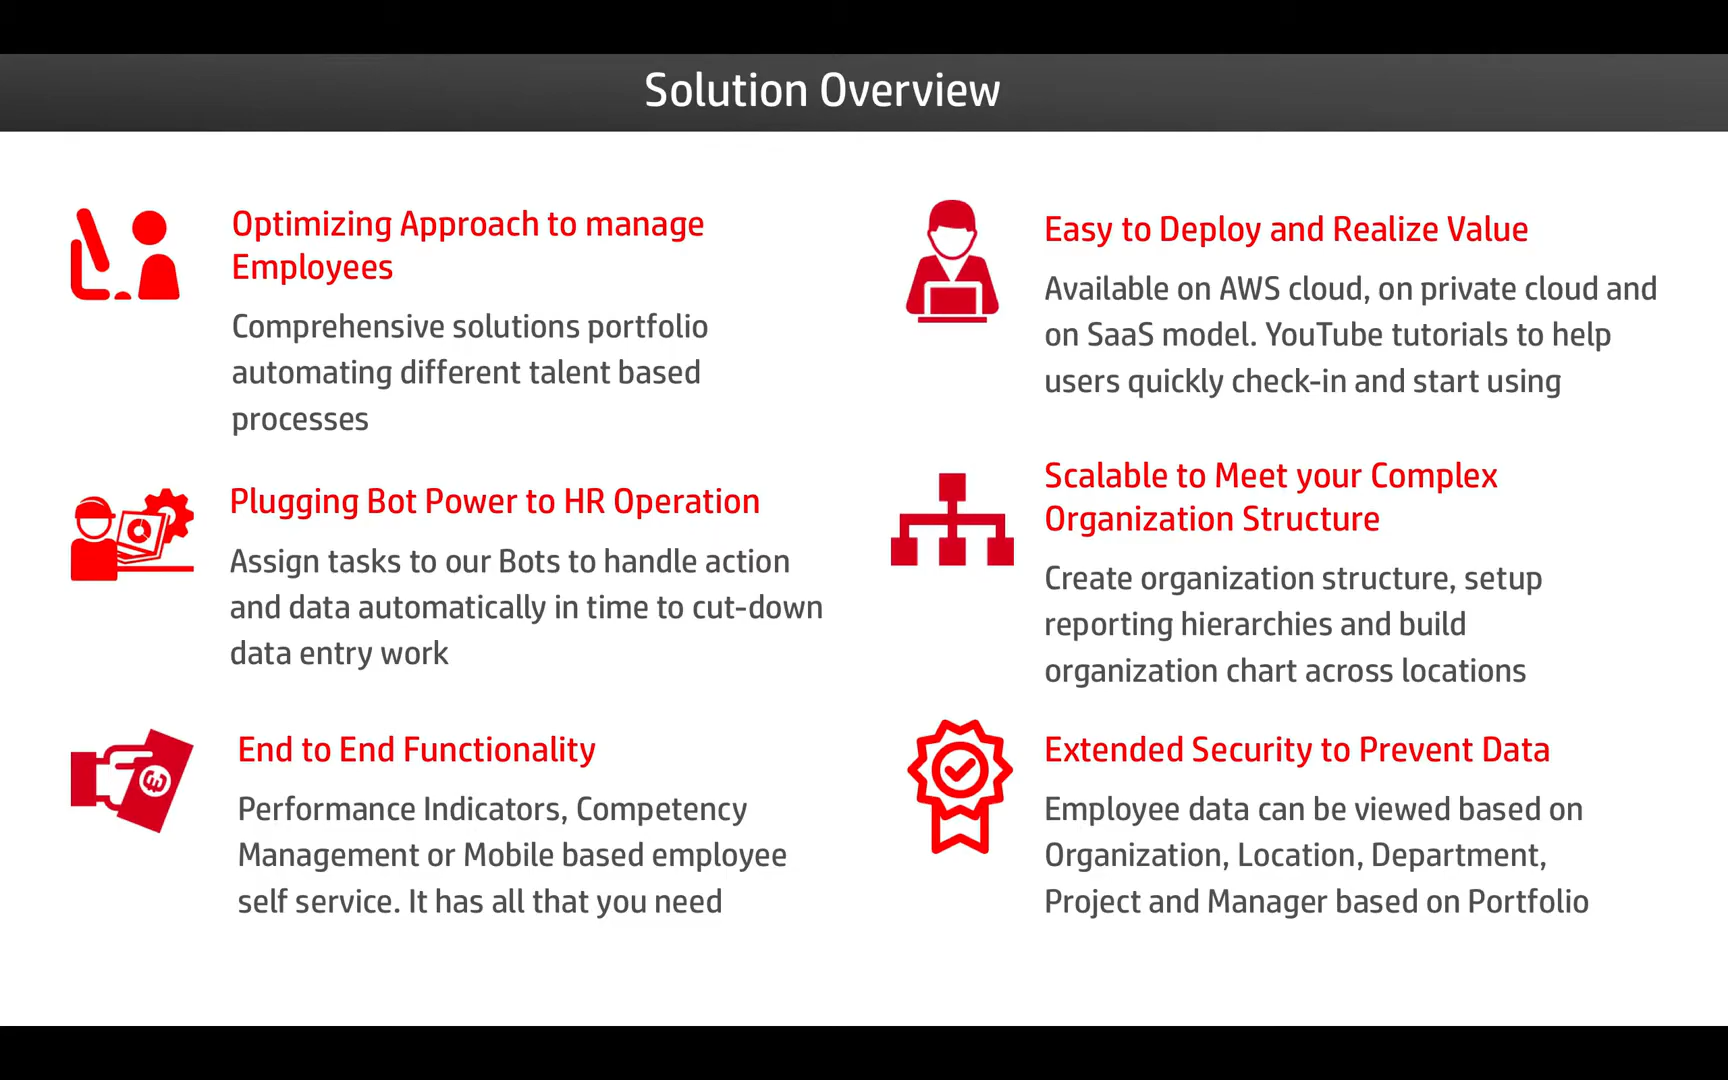 Solution Overview
Optimizing Approach to manage
Employees
Comprehensive solutions portfolio
automating different talent based
processes
Plugging Bot Power to HR Operation
Assign tasks to our Bots to handle action
and data automatically in time to cut-down
data entry work
End to End Functionality
Performance Indicators, Competency
Management or Mobile based employee
self service. It has all that you need
Easy to Deploy and Realize Value
Available on AWS cloud, on private cloud and
on SaaS model. YouTube tutorials to help
users quickly check-in and start using
Scalable to Meet your Complex
Organization Structure
Create organization structure, setup
reporting hierarchies and build
organization chart across locations
Extended Security to Prevent Data
Employee data can be viewed based on
Organization, Location, Department,
Project and Manager based on Portfolio